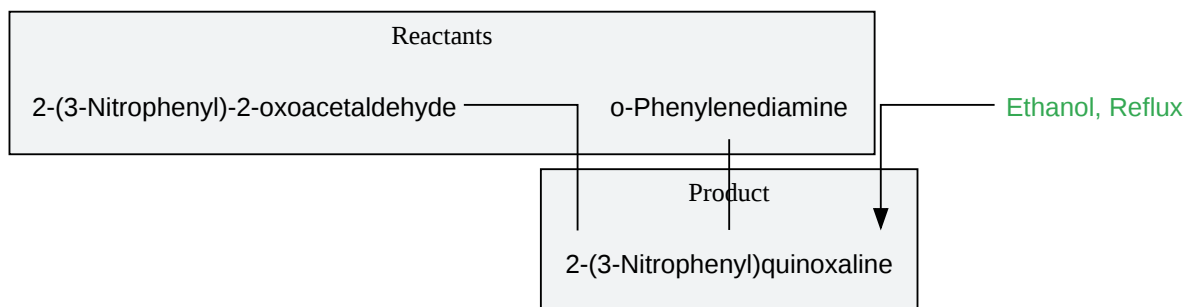 Reactants
2-(3-Nitrophenyl)-2-oxoacetaldehyde
o-Phenylenediamine
Ethanol, Reflux
Product
2-(3-Nitrophenyl)quinoxaline